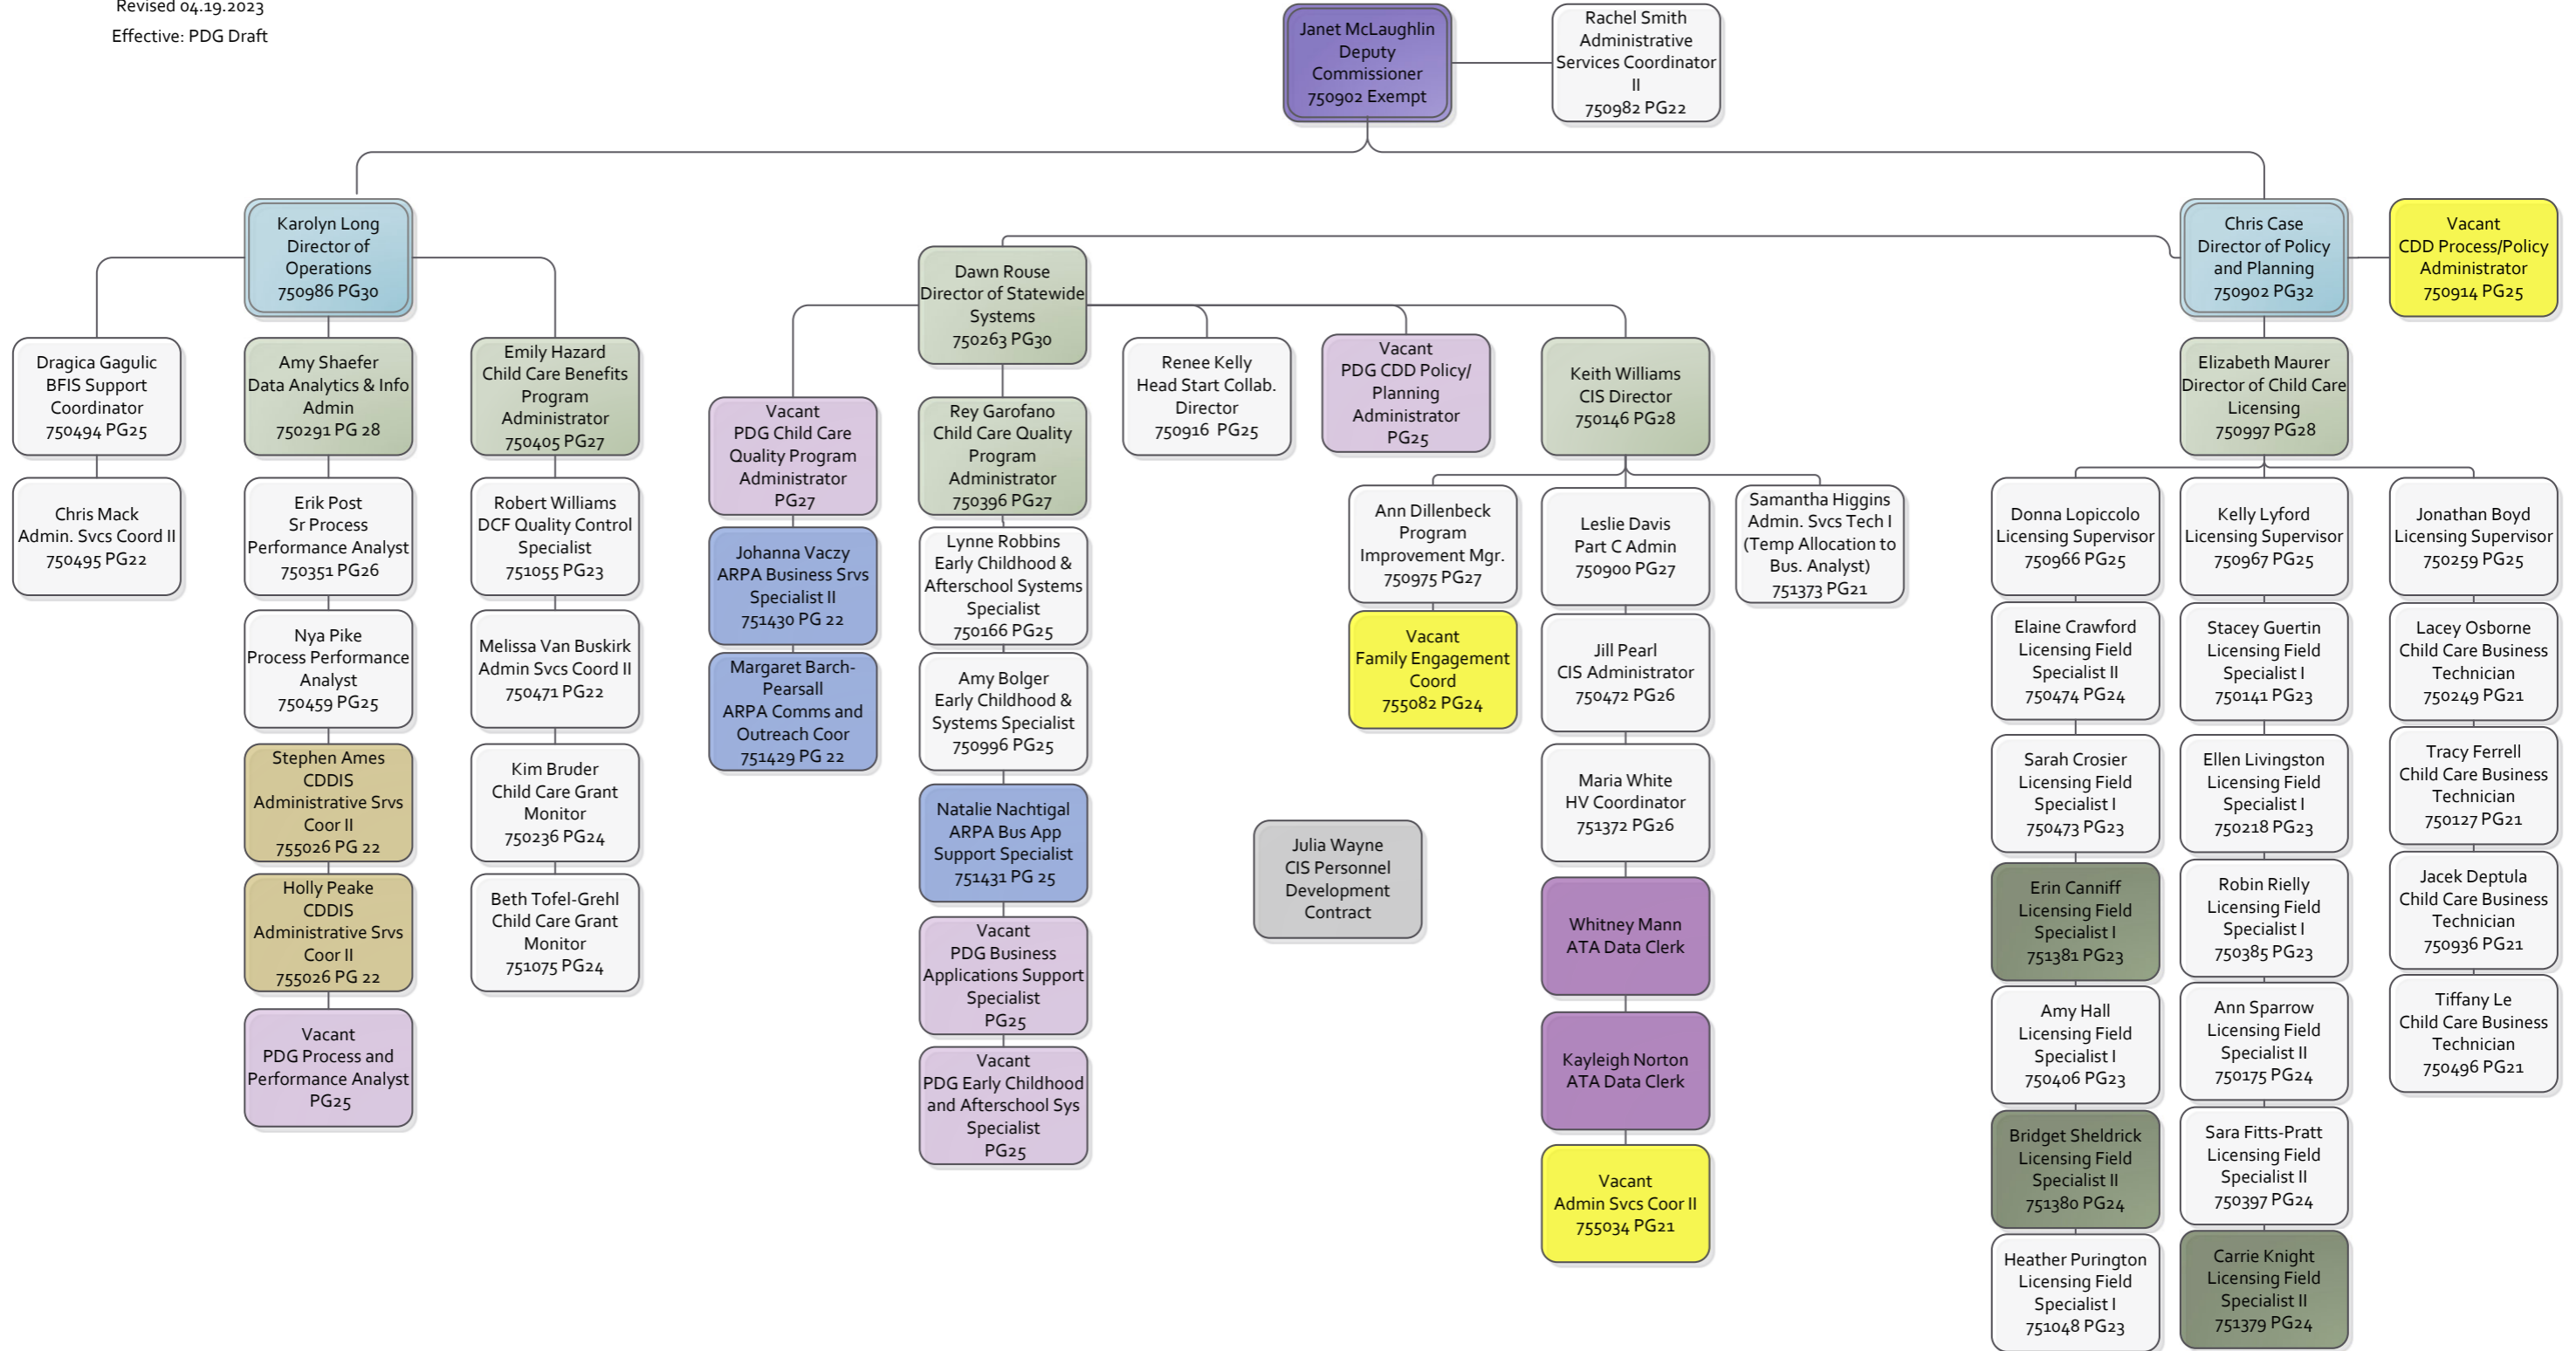 Revised 04.19.2023
Effective: PDG Draft
Janet McLaughlin
Deputy
Commissioner
750902 Exempt
Rachel Smith
Administrative
Services Coordinator
II
750982 PG22
Karolyn Long
Director of
Operations
750986 PG30
Chris Case
Director of Policy
and Planning
750902 PG32
Vacant
CDD Process/Policy
Administrator
750914 PG25
Dragica Gagulic
BFIS Support
Coordinator
750494 PG25
Chris Mack
Admin. Svcs Coord II
750495 PG22
Amy Shaefer
Data Analytics & Info
Admin
750291 PG 28
Erik Post
Sr Process
Performance Analyst
750351 PG26
Nya Pike
Process Performance
Analyst
750459 PG25
Stephen Ames
CDDIS
Administrative Srvs
Coor II
755026 PG 22
Holly Peake
CDDIS
Administrative Srvs
Coor II
755026 PG 22
Vacant
PDG Process and
Performance Analyst
PG25
Emily Hazard
Child Care Benefits
Program
Administrator
750405 PG27
Robert Williams
DCF Quality Control
Specialist
751055 PG23
Melissa Van Buskirk
Admin Svcs Coord II
750471 PG22
Kim Bruder
Child Care Grant
Monitor
750236 PG24
Beth Tofel-Grehl
Child Care Grant
Monitor
751075 PG24
Dawn Rouse
Director of Statewide
Systems
750263 PG30
Vacant
PDG Child Care
Quality Program
Administrator
PG27
Johanna Vaczy
ARPA Business Srvs
Specialist II
751430 PG 22
Margaret Barch-
Pearsall
ARPA Comms and
Outreach Coor
751429 PG 22
Rey Garofano
Child Care Quality
Program
Administrator
750396 PG27
Lynne Robbins
Early Childhood &
Afterschool Systems
Specialist
750166 PG25
Amy Bolger
Early Childhood &
Systems Specialist
750996 PG25
Natalie Nachtigal
ARPA Bus App
Support Specialist
751431 PG 25
Vacant
PDG Business
Applications Support
Specialist
PG25
Vacant
PDG Early Childhood
and Afterschool Sys
Specialist
PG25
Renee Kelly
Head Start Collab.
Director
750916 PG25
Vacant
PDG CDD Policy/
Planning
Administrator
PG25
Keith Williams
CIS Director
750146 PG28
Ann Dillenbeck
Program
Improvement Mgr.
750975 PG27
Vacant
Family Engagement
Coord
755082 PG24
Leslie Davis
Part C Admin
750900 PG27
Jill Pearl
CIS Administrator
750472 PG26
Maria White
HV Coordinator
751372 PG26
Whitney Mann
ATA Data Clerk
Kayleigh Norton
ATA Data Clerk
Vacant
Admin Svcs Coor II
755034 PG21
Samantha Higgins
Admin. Svcs Tech I
(Temp Allocation to
Bus. Analyst)
751373 PG21
Julia Wayne
CIS Personnel
Development
Contract
Elizabeth Maurer
Director of Child Care
Licensing
750997 PG28
Donna Lopiccolo
Licensing Supervisor
750966 PG25
Elaine Crawford
Licensing Field
Specialist II
750474 PG24
Sarah Crosier
Licensing Field
Specialist I
750473 PG23
Erin Canniff
Licensing Field
Specialist I
751381 PG23
Amy Hall
Licensing Field
Specialist I
750406 PG23
Bridget Sheldrick
Licensing Field
Specialist II
751380 PG24
Heather Purington
Licensing Field
Specialist I
751048 PG23
Kelly Lyford
Licensing Supervisor
750967 PG25
Stacey Guertin
Licensing Field
Specialist I
750141 PG23
Ellen Livingston
Licensing Field
Specialist I
750218 PG23
Robin Rielly
Licensing Field
Specialist I
750385 PG23
Ann Sparrow
Licensing Field
Specialist II
750175 PG24
Sara Fitts-Pratt
Licensing Field
Specialist II
750397 PG24
Carrie Knight
Licensing Field
Specialist II
751379 PG24
Jonathan Boyd
Licensing Supervisor
750259 PG25
Lacey Osborne
Child Care Business
Technician
750249 PG21
Tracy Ferrell
Child Care Business
Technician
750127 PG21
Jacek Deptula
Child Care Business
Technician
750936 PG21
Tiffany Le
Child Care Business
Technician
750496 PG21